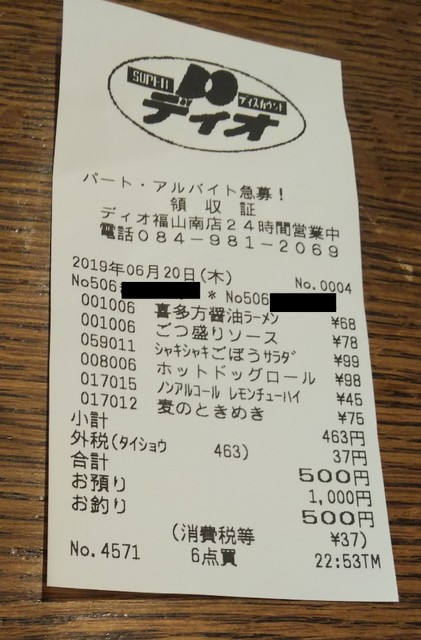 SUPER ディスカウント
ディオ
パート・アルバイト急募！
領収証
ディオ福山南店24時間営業中
電話084-981-2069
2019年06月20日(木) No.0004
No506 * No506
001006 喜多方醤油ラーメン ¥68
001006 ごつ盛りソース ¥78
059011 シャキシャキごぼうサラダ ¥99
008006 ホットドッグロール ¥98
017015 ノンアルコール レモンチューハイ ¥45
017012 麦のときめき ¥75
小計 463円
外税(タイショウ 463) 37円
合計 500円
お預り 1,000円
お釣り 500円
(消費税等 ¥37)
No.4571 6点買 22:53TM